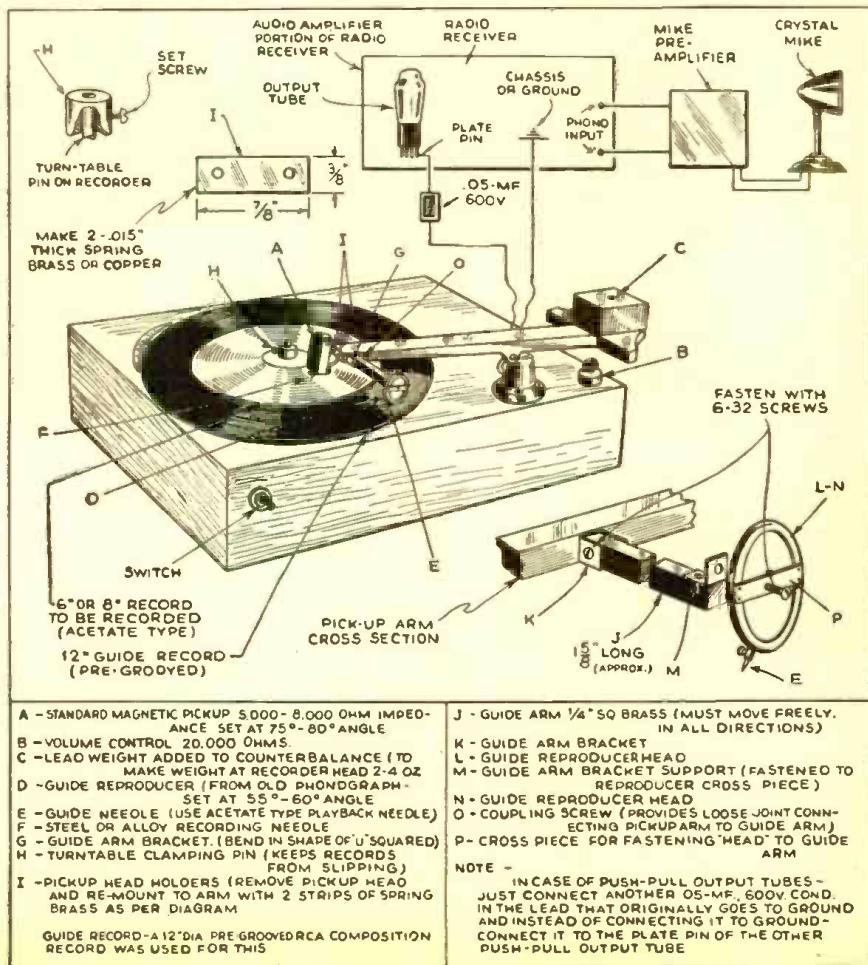 AUDIO AMPLIFIER
PORTION OF RADIO
RECEIVER
RADIO
RECEIVER
MIKE
PRE-
AMPLIFIER
CRYSTAL
MIKE
H
SET
SCREW
OUTPUT
TUBE
CHASSIS
OR GROUND
PHONO
INPUT
PLATE
PIN
I
TURN-TABLE
PIN ON RECORDER
3/8"
7/8"
.05-MF
600V
MAKE 2-.015"
THICK SPRING
BRASS OR COPPER
A
H
I
G
O
C
B
FASTEN WITH
6-32 SCREWS
F
D
E
L-N
SWITCH
6" OR 8" RECORD
TO BE RECORDED
(ACETATE TYPE)
12" GUIDE RECORD
(PRE-GROOVED)
PICK-UP ARM
CROSS SECTION
K
J
1 5/8" LONG
(APPROX.)
M
P
E
A - STANDARD MAGNETIC PICKUP 5,000 - 8,000 OHM IMPED-
ANCE SET AT 75°-80° ANGLE
B - VOLUME CONTROL 20,000 OHMS.
C - LEAD WEIGHT ADDED TO COUNTERBALANCE (TO
MAKE WEIGHT AT RECORDER HEAD 2-4 OZ
D - GUIDE REPRODUCER (FROM OLD PHONOGRAPH -
SET AT 55°-60° ANGLE
E - GUIDE NEEDLE (USE ACETATE TYPE PLAYBACK NEEDLE)
F - STEEL OR ALLOY RECORDING NEEDLE
G - GUIDE ARM BRACKET. (BEND IN SHAPE OF "U" SQUARED)
H - TURNTABLE CLAMPING PIN (KEEPS RECORDS
FROM SLIPPING)
I - PICKUP HEAD HOLDERS (REMOVE PICKUP HEAD
AND RE-MOUNT TO ARM WITH 2 STRIPS OF SPRING
BRASS AS PER DIAGRAM
GUIDE RECORD - A 12" DIA PRE-GROOVED RCA COMPOSITION
RECORD WAS USED FOR THIS
J - GUIDE ARM 1/4" SQ BRASS (MUST MOVE FREELY.
IN ALL DIRECTIONS)
K - GUIDE ARM BRACKET
L - GUIDE REPRODUCER HEAD
M - GUIDE ARM BRACKET SUPPORT (FASTENED TO
REPRODUCER CROSS PIECE)
N - GUIDE REPRODUCER HEAD
O - COUPLING SCREW (PROVIDES LOOSE JOINT CONN-
ECTING PICKUP ARM TO GUIDE ARM)
P - CROSS PIECE FOR FASTENING "HEAD" TO GUIDE
ARM
NOTE -
IN CASE OF PUSH-PULL OUTPUT TUBES -
JUST CONNECT ANOTHER 05-MF., 600V. COND.
IN THE LEAD THAT ORIGINALLY GOES TO GROUND
AND INSTEAD OF CONNECTING IT TO GROUND -
CONNECT IT TO THE PLATE PIN OF THE OTHER
PUSH-PULL OUTPUT TUBE